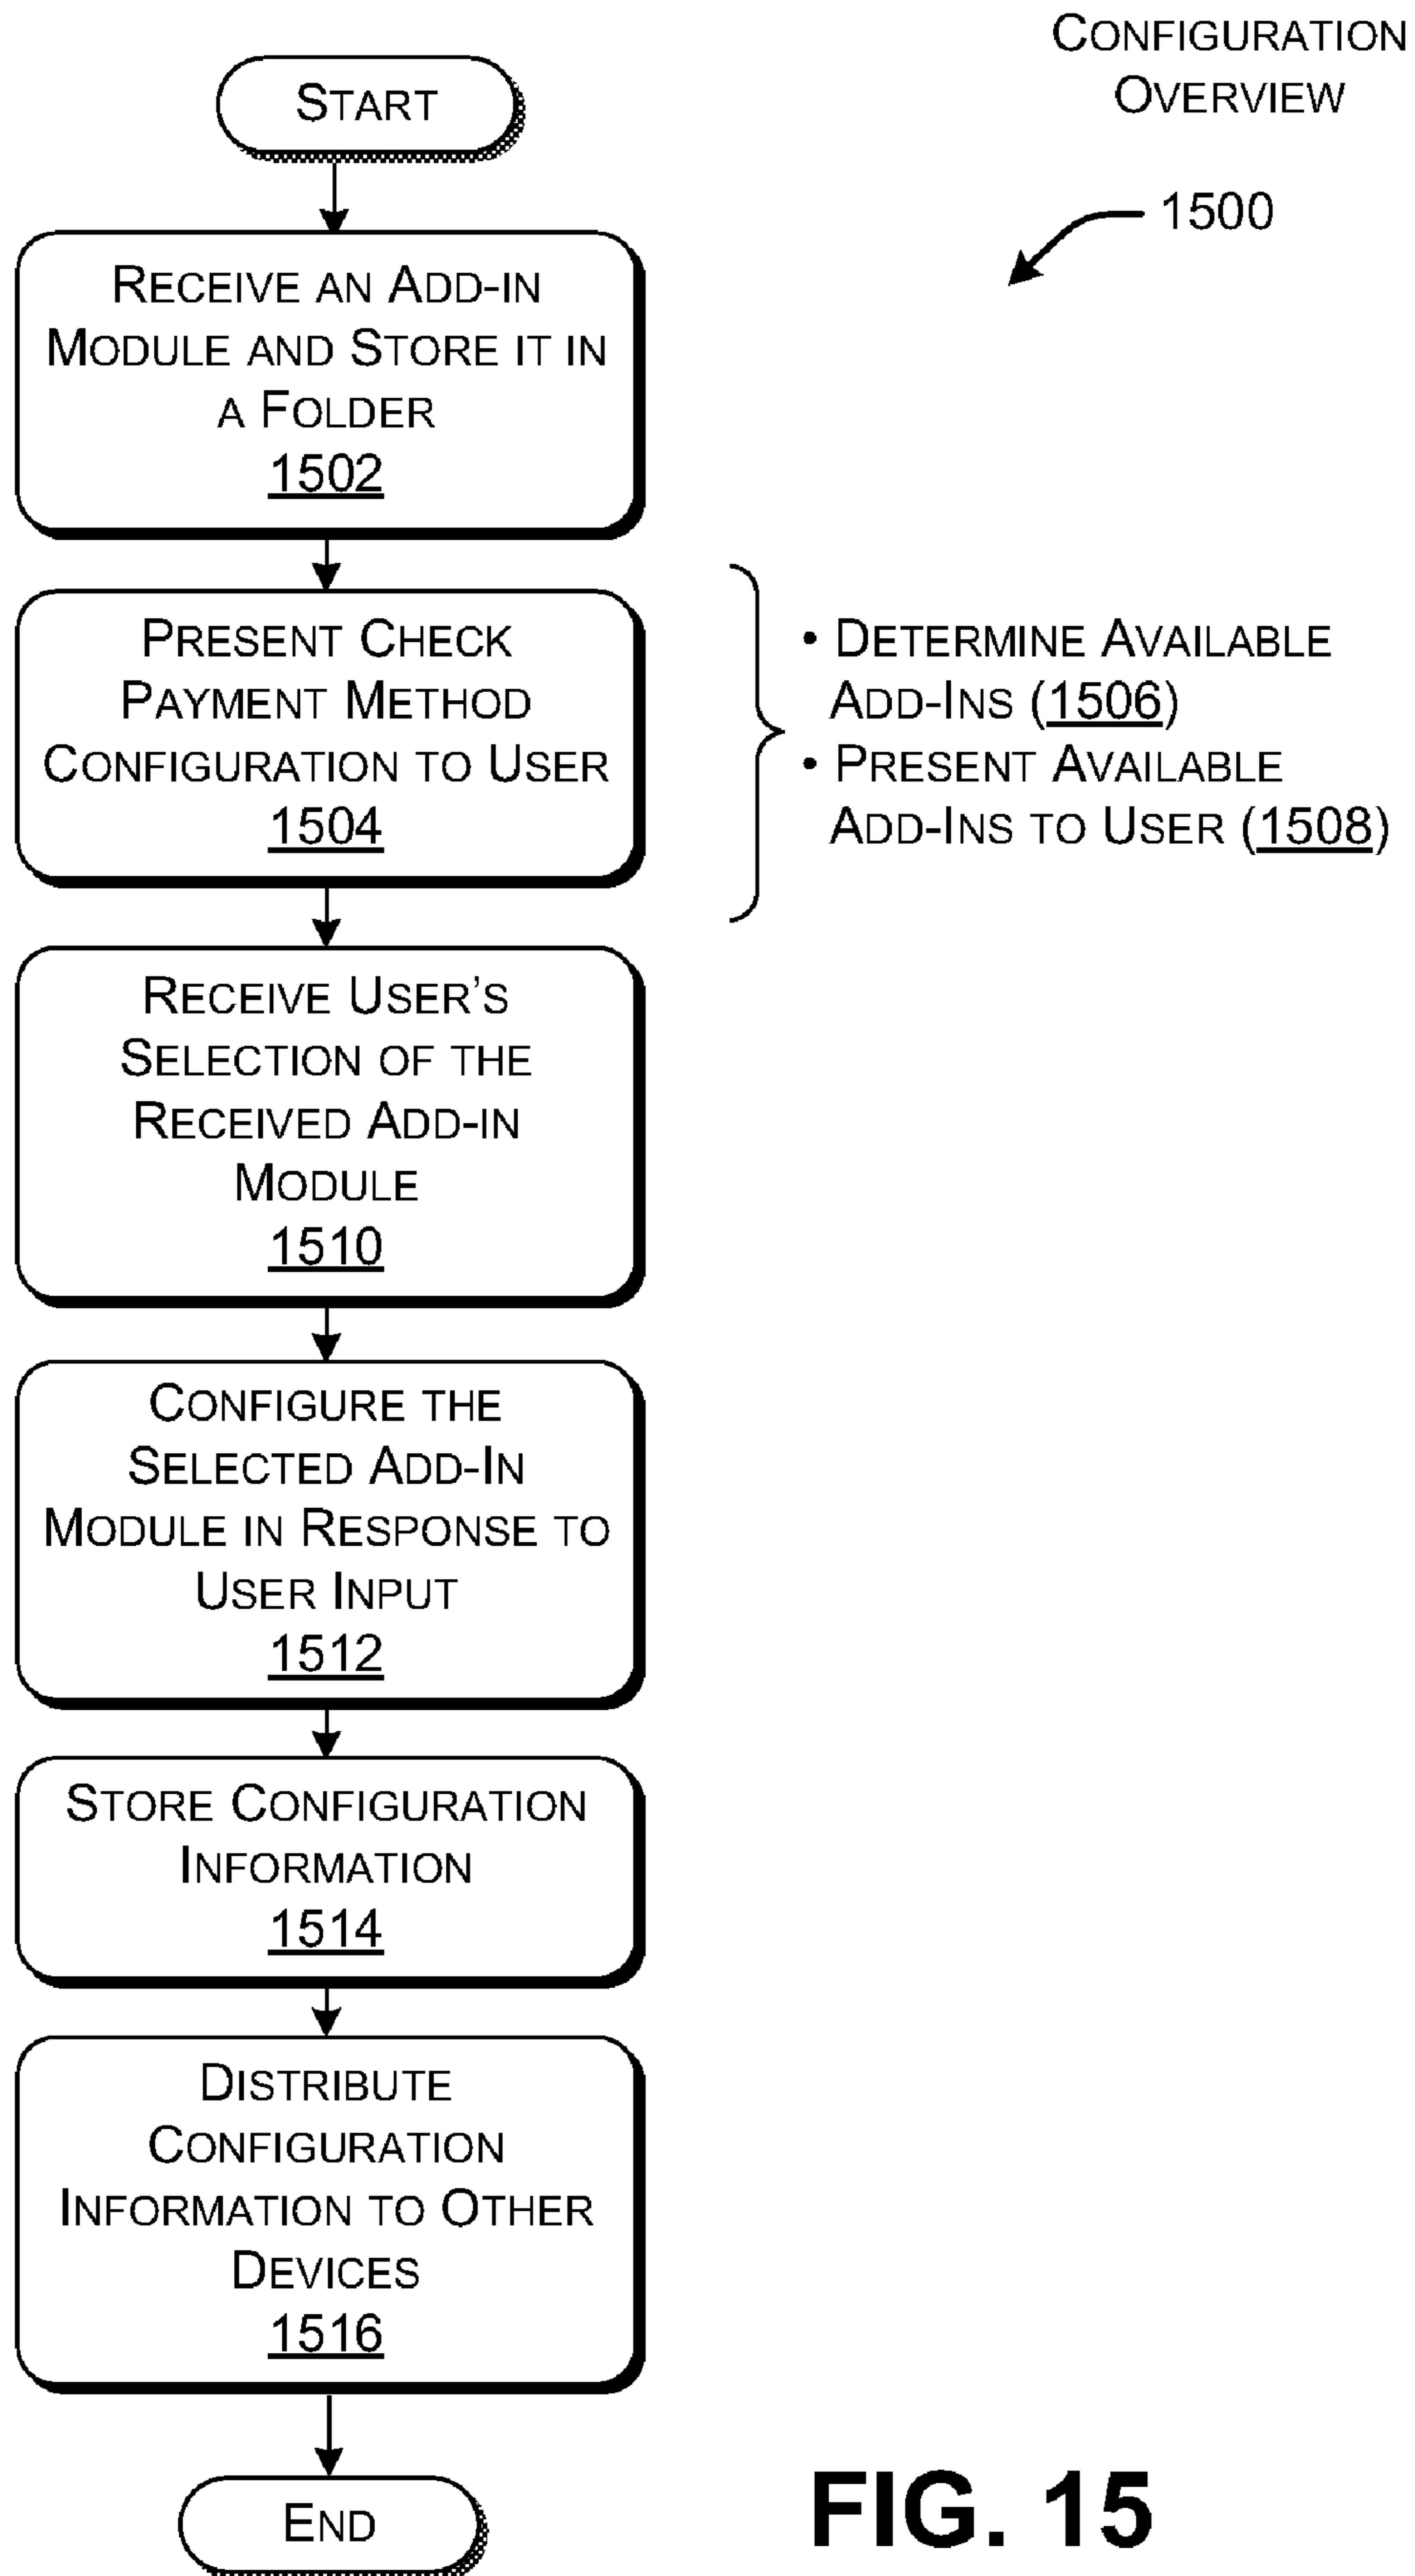 CONFIGURATION
OVERVIEW
1500
START
RECEIVE AN ADD-IN
MODULE AND STORE IT IN
A FOLDER
1502
PRESENT CHECK
PAYMENT METHOD
CONFIGURATION TO USER
1504
• DETERMINE AVAILABLE
ADD-INS (1506)
• PRESENT AVAILABLE
ADD-INS TO USER (1508)
RECEIVE USER’S
SELECTION OF THE
RECEIVED ADD-IN
MODULE
1510
CONFIGURE THE
SELECTED ADD-IN
MODULE IN RESPONSE TO
USER INPUT
1512
STORE CONFIGURATION
INFORMATION
1514
DISTRIBUTE
CONFIGURATION
INFORMATION TO OTHER
DEVICES
1516
END
FIG. 15